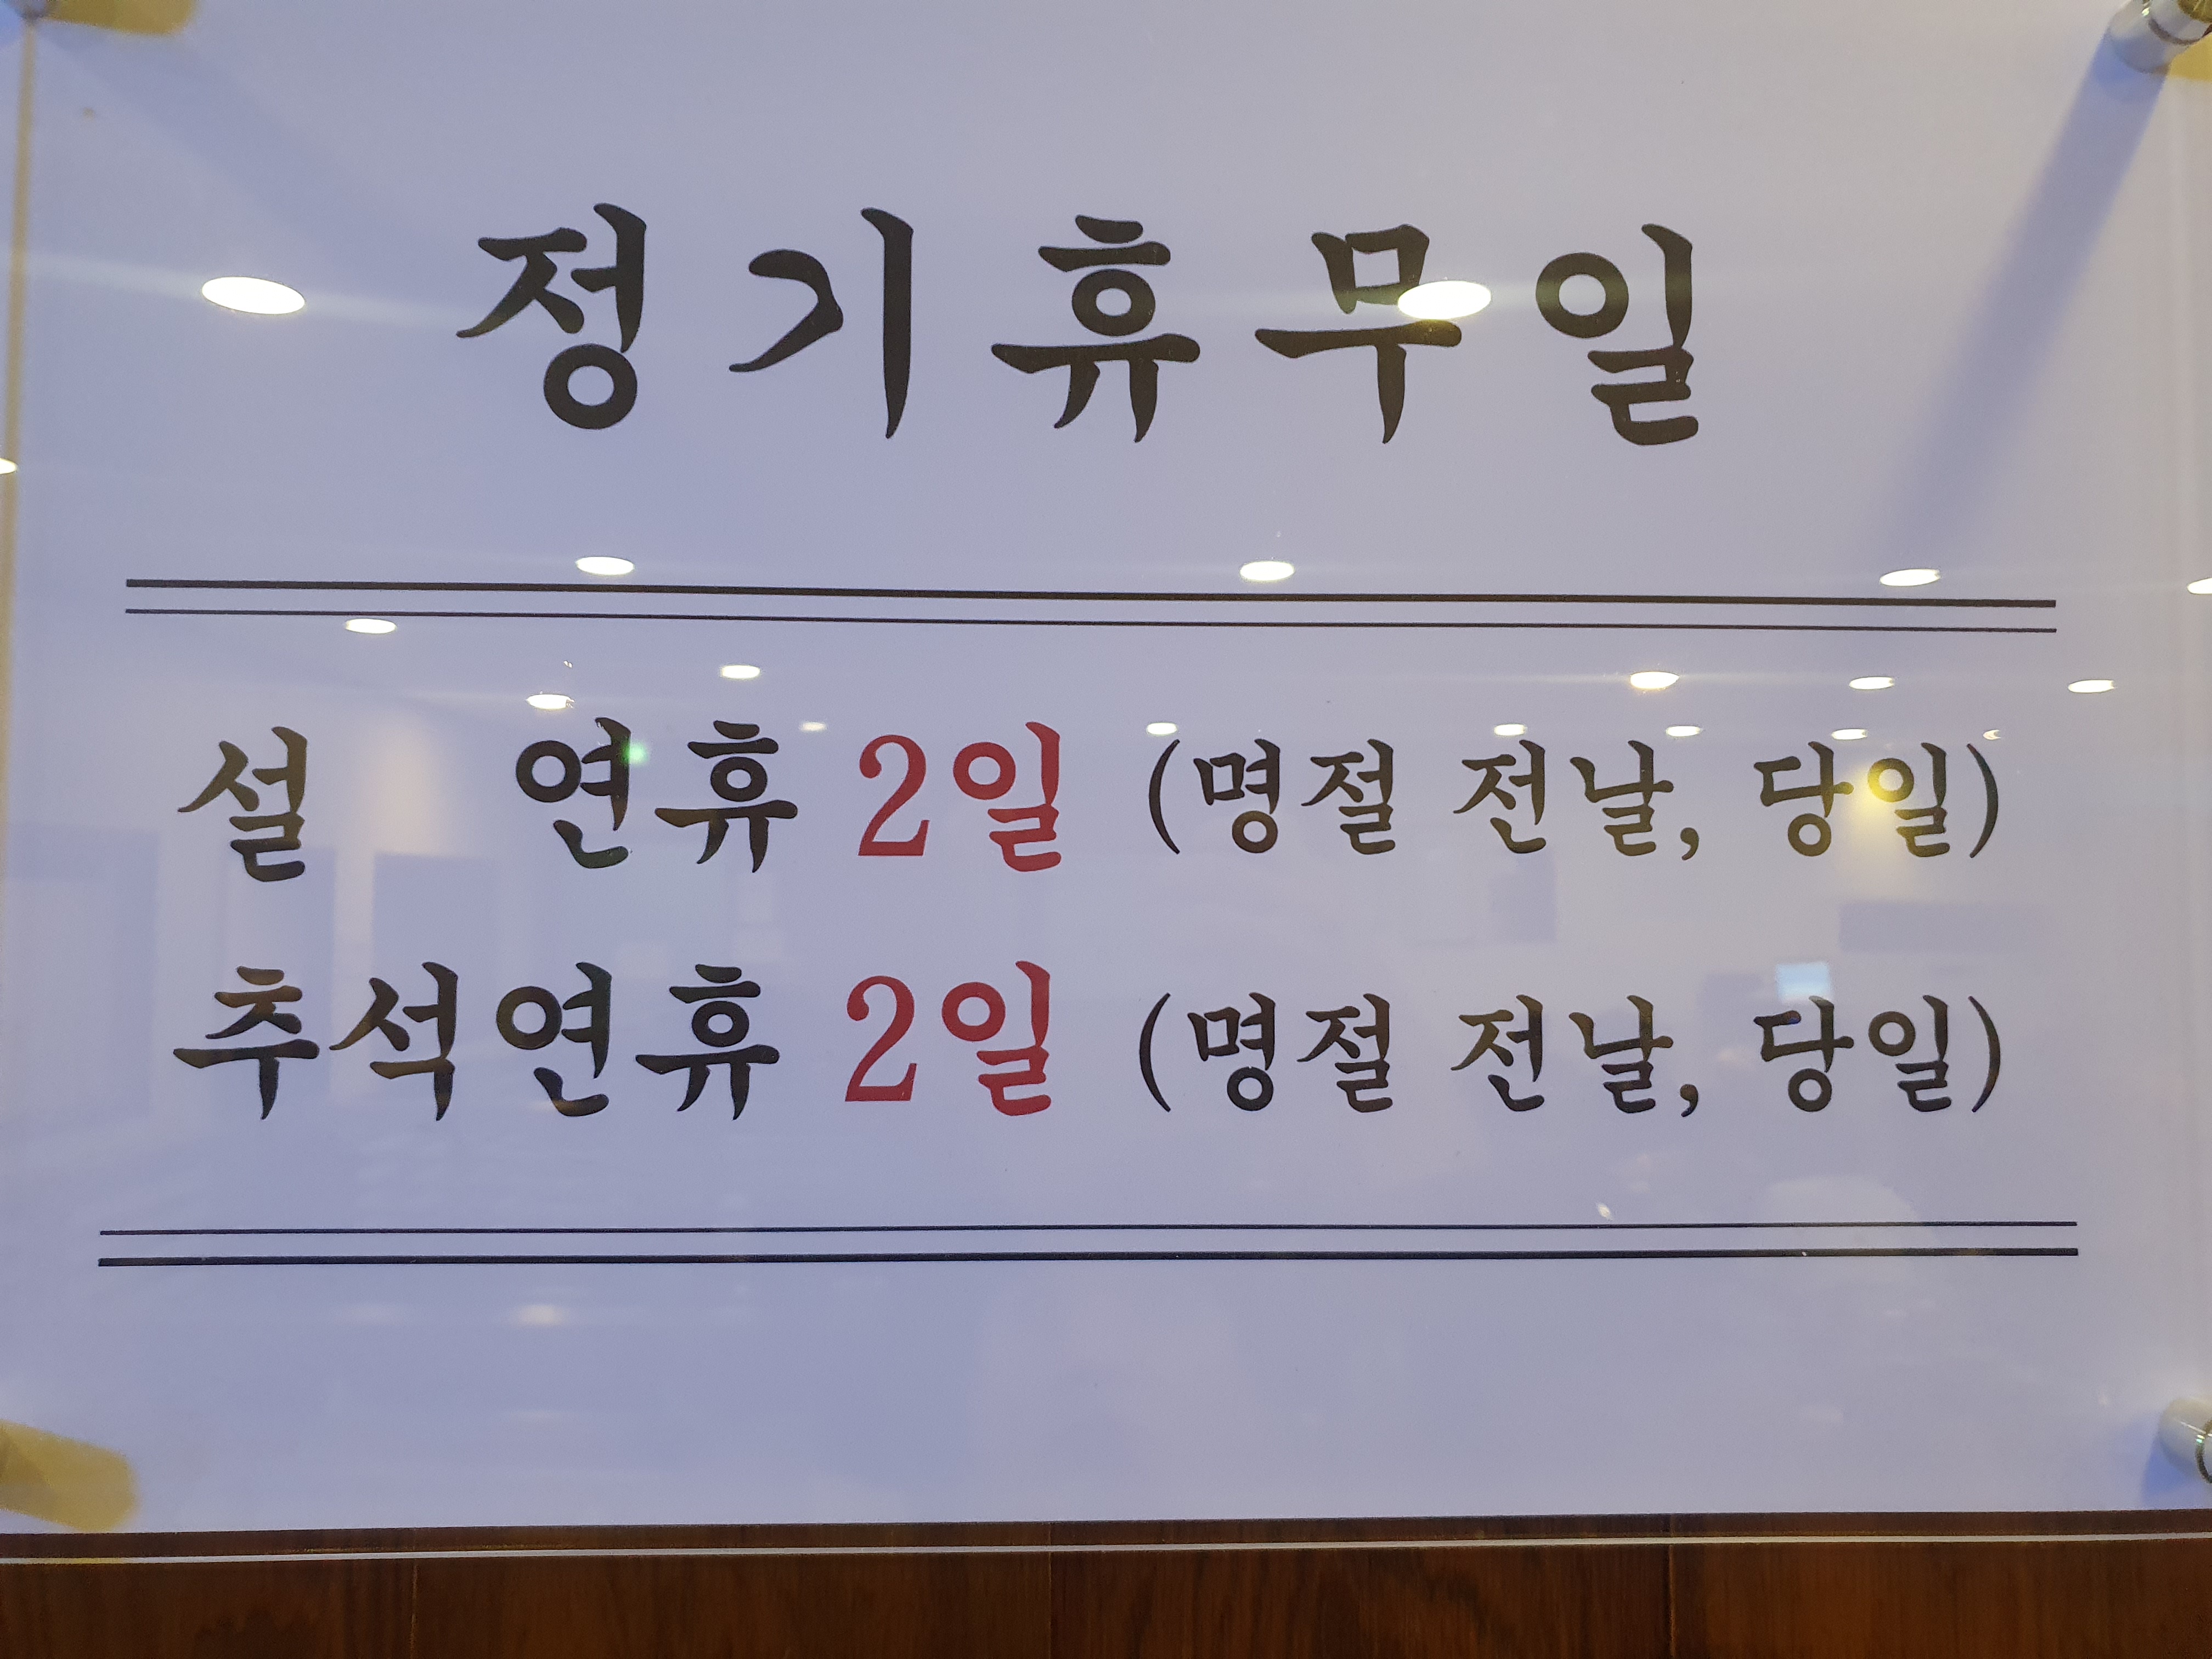 정기휴무일
설 연휴 2일 (명절 전날, 당일)
추석연휴 2일 (명절 전날, 당일)